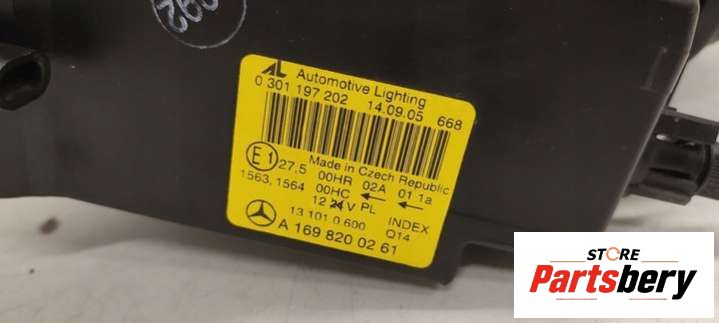 292
AL Automotive Lighting
0 301 197 202 14.09.05 668
Made in Czech Republic
E1 27,5 00HR 02A 01 1a
1563, 1564 00HC ← ←
12 24 V PL INDEX
13 101 0 600 Q14
A 169 820 02 61
STORE
Partsbery